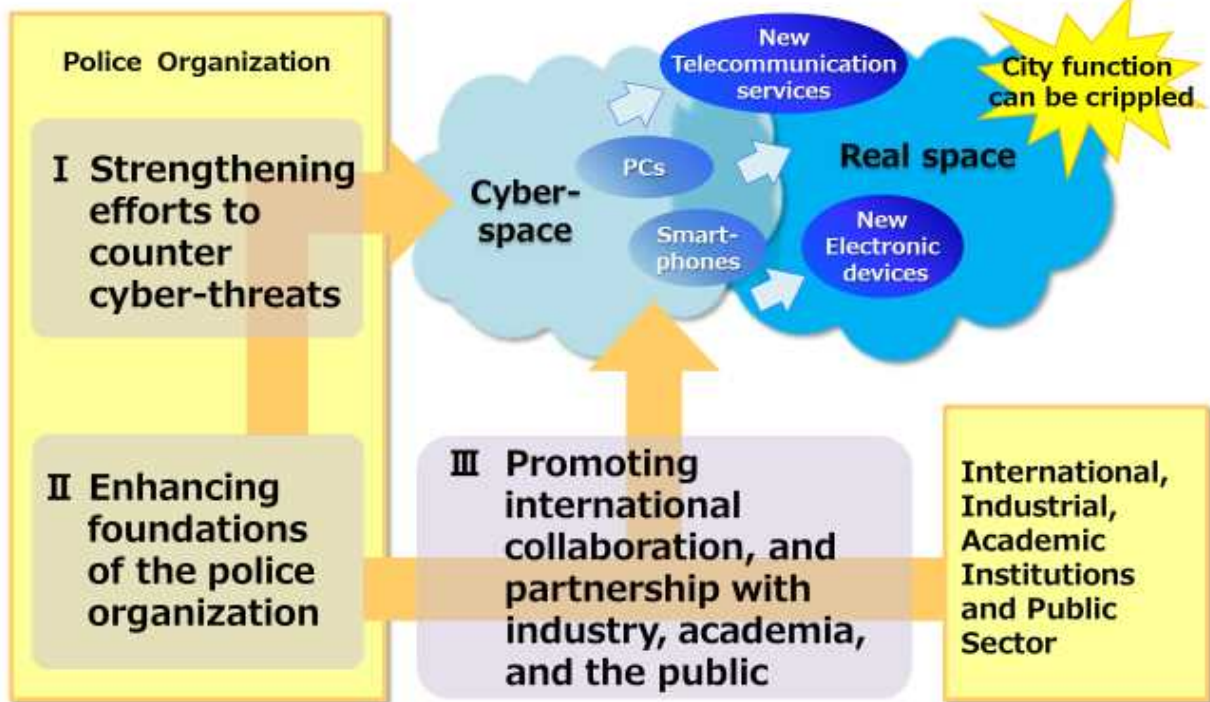 Police Organization
Ⅰ Strengthening
efforts to
counter
cyber-threats
Ⅱ Enhancing
foundations
of the police
organization
Cyber-
space
PCs
Smart-
phones
New
Telecommunication
services
Real space
New
Electronic
devices
City function
can be crippled
Ⅲ Promoting
international
collaboration, and
partnership with
industry, academia,
and the public
International,
Industrial,
Academic
Institutions
and Public
Sector